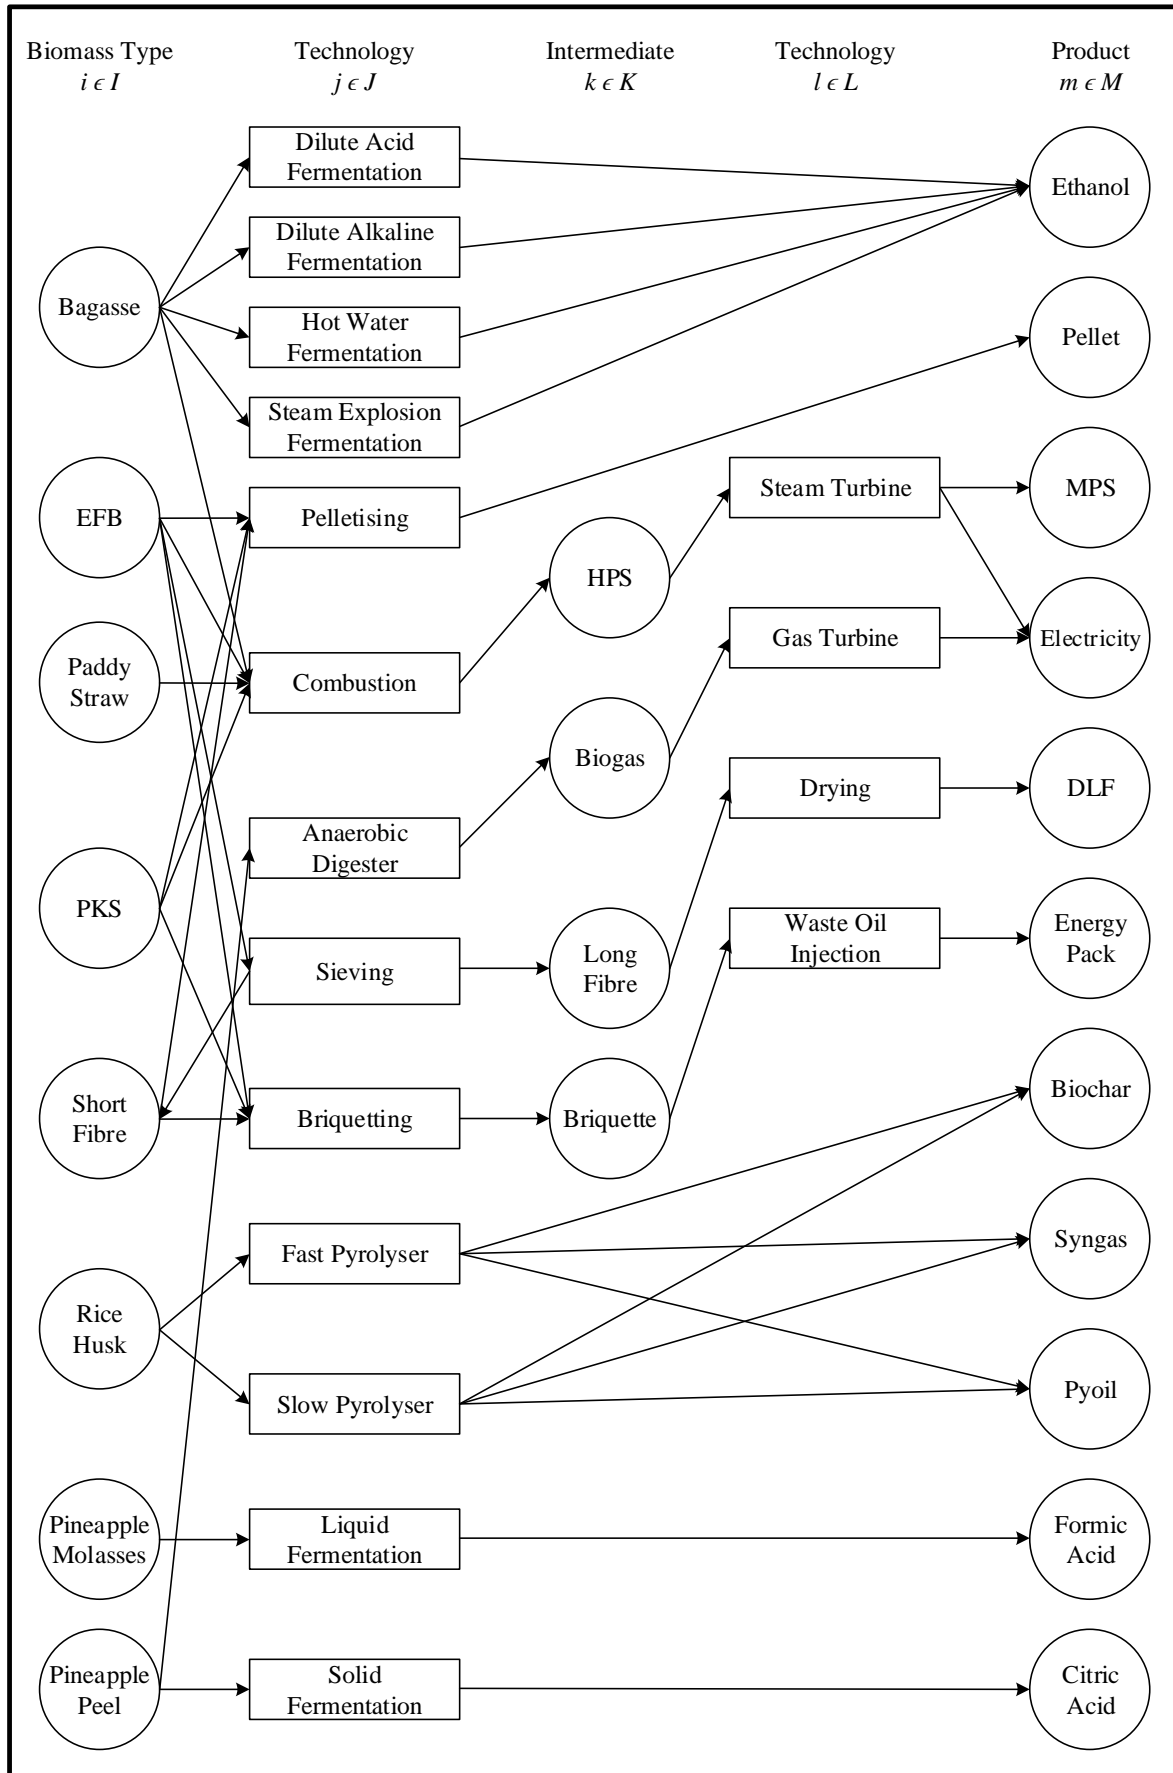 Biomass Type
i ϵ I
Technology
j ϵ J
Intermediate
k ϵ K
Technology
l ϵ L
Product
m ϵ M
Bagasse
EFB
Paddy
Straw
PKS
Short
Fibre
Rice
Husk
Pineapple
Molasses
Pineapple
Peel
Dilute Acid
Fermentation
Dilute Alkaline
Fermentation
Hot Water
Fermentation
Steam Explosion
Fermentation
Pelletising
Combustion
Anaerobic
Digester
Sieving
Briquetting
Fast Pyrolyser
Slow Pyrolyser
Liquid
Fermentation
Solid
Fermentation
HPS
Biogas
Long
Fibre
Briquette
Steam Turbine
Gas Turbine
Drying
Waste Oil
Injection
Ethanol
Pellet
MPS
Electricity
DLF
Energy
Pack
Biochar
Syngas
Pyoil
Formic
Acid
Citric
Acid